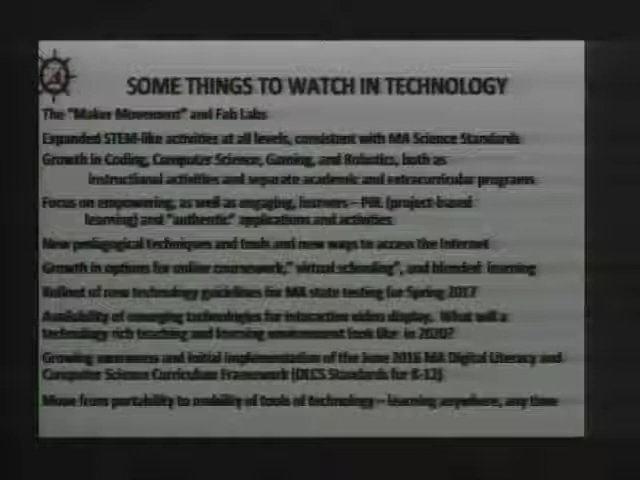 SOME THINGS TO WATCH IN TECHNOLOGY
The "Maker Movement" and Fab Labs
Expanded STEM-like activities at all levels, consistent with MA Science Standards
Growth in Coding, Computer Science, Gaming, and Robotics, both as
instructional activities and separate academic and extracurricular programs
Focus on empowering, as well as engaging, learners – PBL (project-based
learning) and "authentic" applications and activities
New pedagogical techniques and tools and new ways to access the Internet
Growth in options for online coursework," virtual schooling", and blended learning
Rollout of new technology guidelines for MA state testing for Spring 2017
Availability of emerging technologies for interactive video display. What will a
technology rich teaching and learning environment look like in 2020?
Growing awareness and initial implementation of the June 2016 MA Digital Literacy and
Computer Science Curriculum Framework (DLCS Standards for K-12)
Move from portability to mobility of tools of technology – learning anywhere, any time